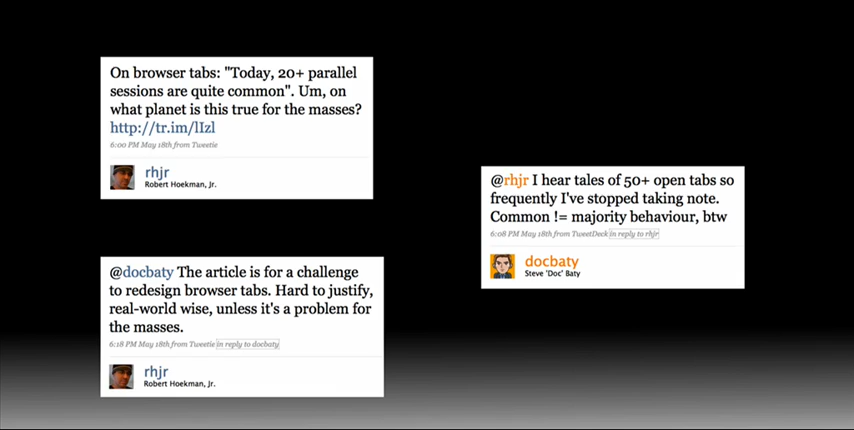 On browser tabs: "Today, 20+ parallel
sessions are quite common". Um, on
what planet is this true for the masses?
http://tr.im/lIzl
6:00 PM May 18th from Tweetie
rhjr
Robert Hoekman, Jr.
@rhjr I hear tales of 50+ open tabs so
frequently I've stopped taking note.
Common != majority behaviour, btw
6:08 PM May 18th from TweetDeck in reply to rhjr
docbaty
Steve 'Doc' Baty
@docbaty The article is for a challenge
to redesign browser tabs. Hard to justify,
real-world wise, unless it's a problem for
the masses.
6:18 PM May 18th from Tweetie in reply to docbaty
rhjr
Robert Hoekman, Jr.